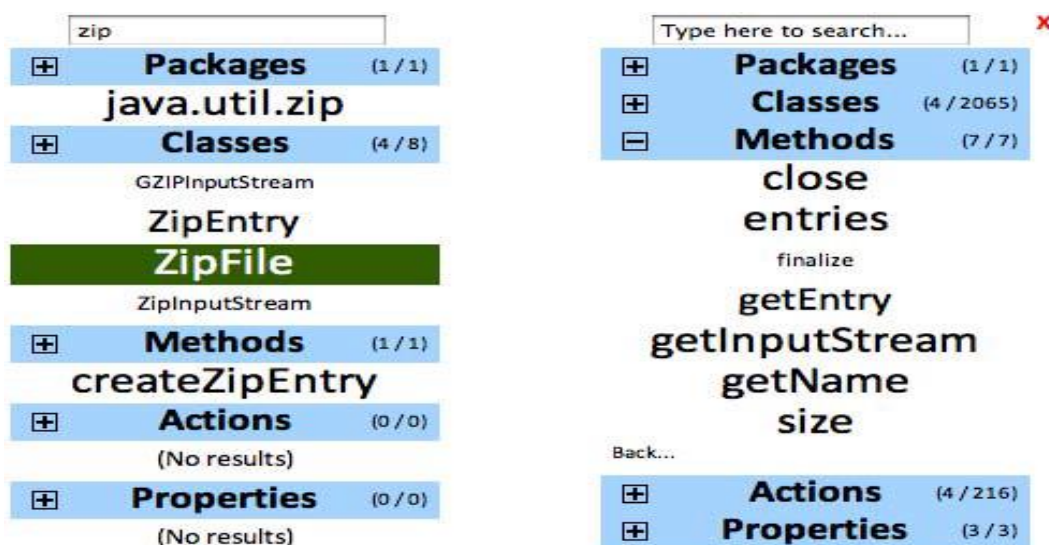 zip
Packages (1 / 1)
java.util.zip
Classes (4 / 8)
GZIPInputStream
ZipEntry
ZipFile
ZipInputStream
Methods (1 / 1)
createZipEntry
Actions (0 / 0)
(No results)
Properties (0 / 0)
(No results)
Type here to search...
x
Packages (1 / 1)
Classes (4 / 2065)
Methods (7 / 7)
close
entries
finalize
getEntry
getInputStream
getName
size
Back...
Actions (4 / 216)
Properties (3 / 3)